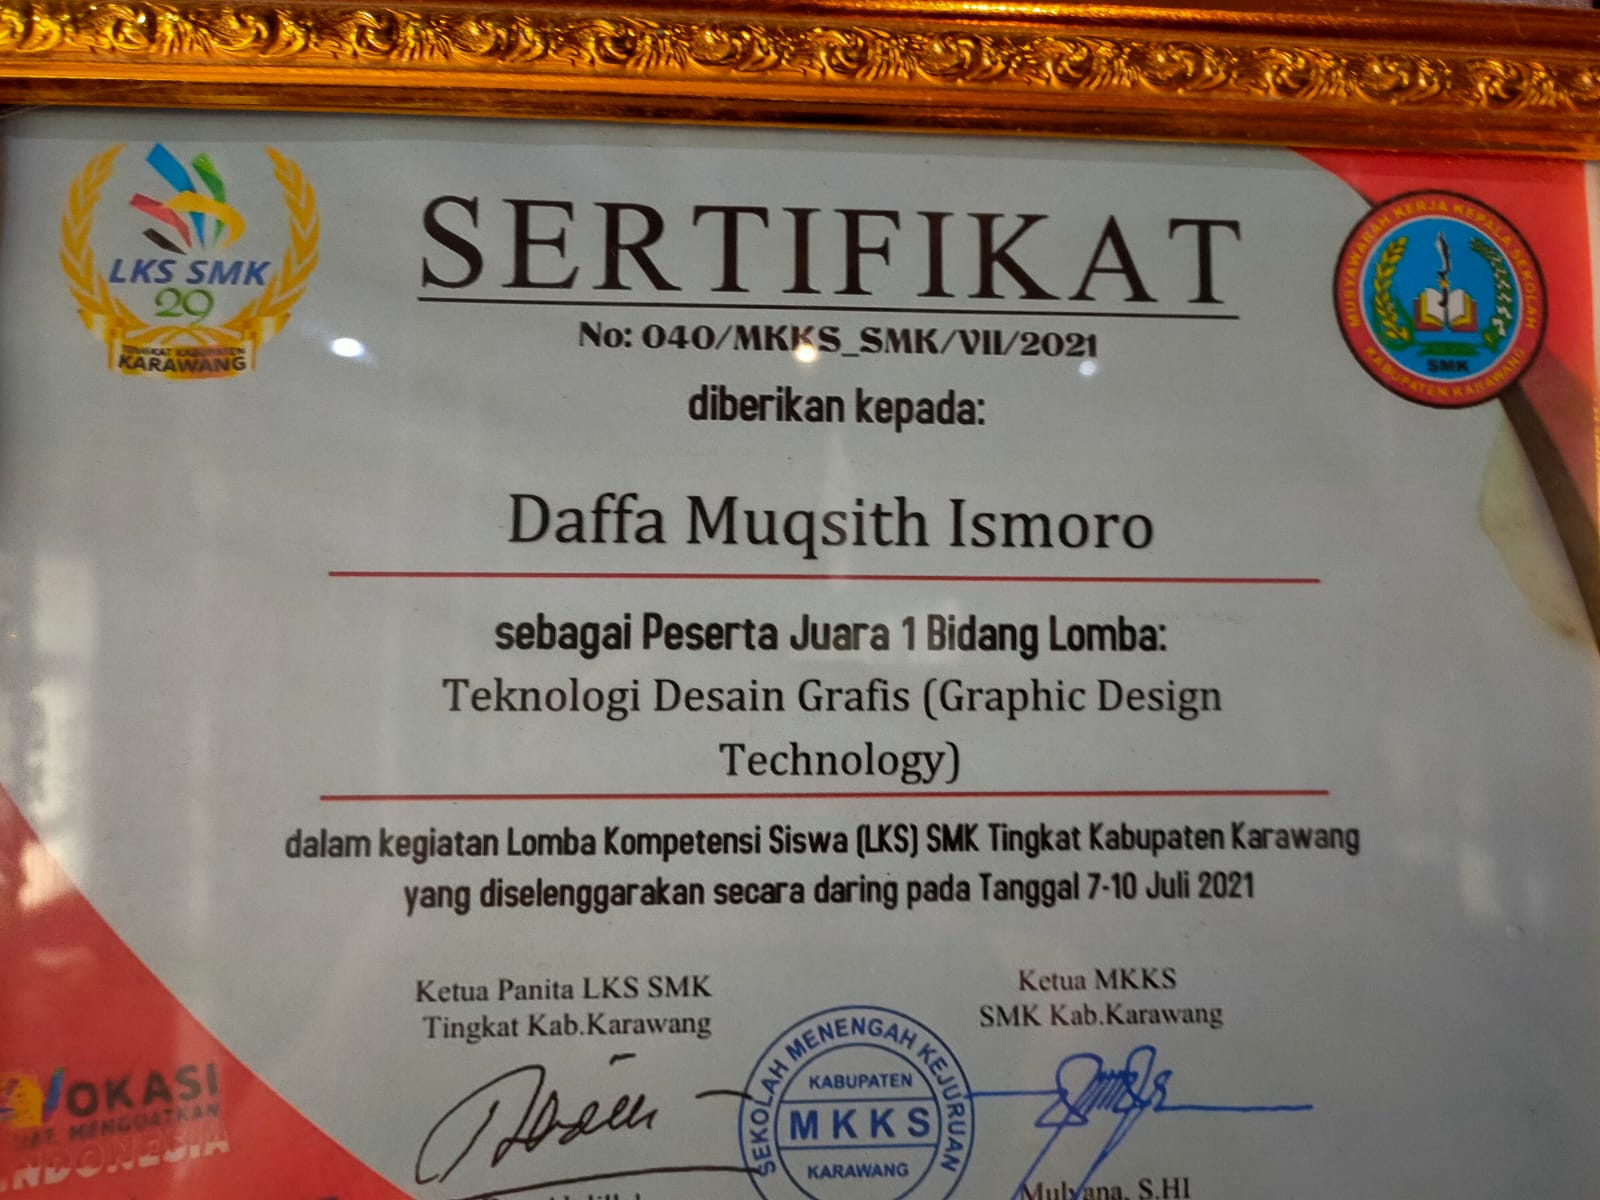 LKS SMK
29
TINGKAT KABUPATEN
KARAWANG
SERTIFIKAT
No: 040/MKKS_SMK/VII/2021
MUSYAWARAH KERJA KEPALA SEKOLAH
SMK
KABUPATEN KARAWANG
diberikan kepada:
Daffa Muqsith Ismoro
sebagai Peserta Juara 1 Bidang Lomba:
Teknologi Desain Grafis (Graphic Design
Technology)
dalam kegiatan Lomba Kompetensi Siswa (LKS) SMK Tingkat Kabupaten Karawang
yang diselenggarakan secara daring pada Tanggal 7-10 Juli 2021
Ketua Panita LKS SMK
Tingkat Kab.Karawang
Ketua MKKS
SMK Kab.Karawang
SEKOLAH MENENGAH KEJURUAN
KABUPATEN
MKKS
KARAWANG
VOKASI
MENGUATKAN
INDONESIA
Mulyana, S.HI